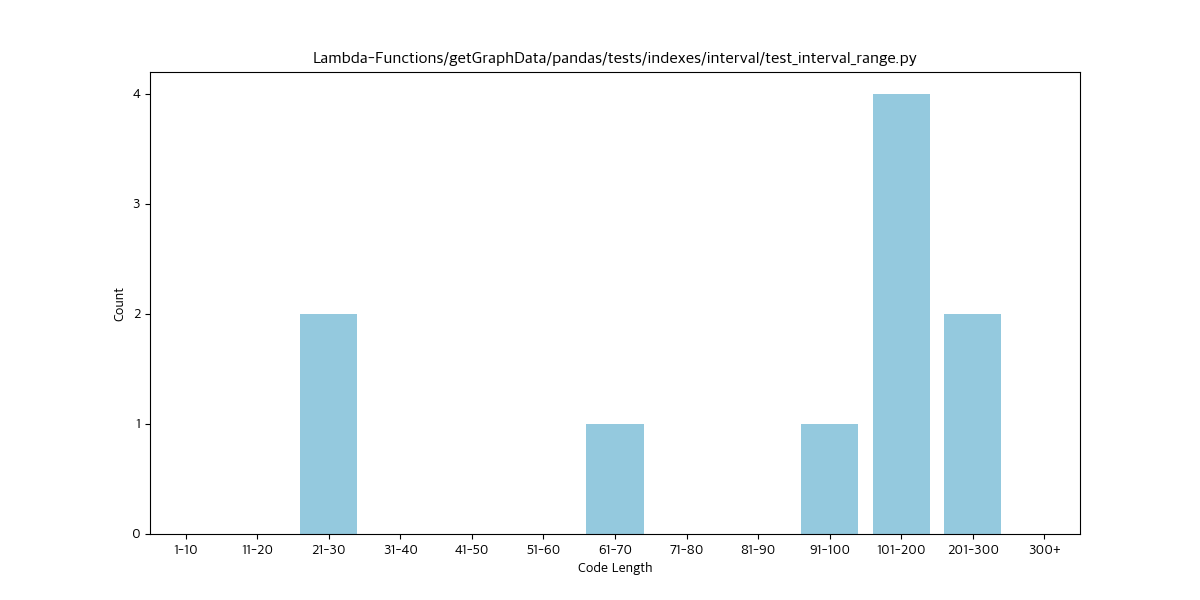 Lambda-Functions/getGraphData/pandas/tests/indexes/interval/test_interval_range.py
4
3
2
1
0
Count
1-10 11-20 21-30 31-40 41-50 51-60 61-70 71-80 81-90 91-100 101-200 201-300 300+
Code Length